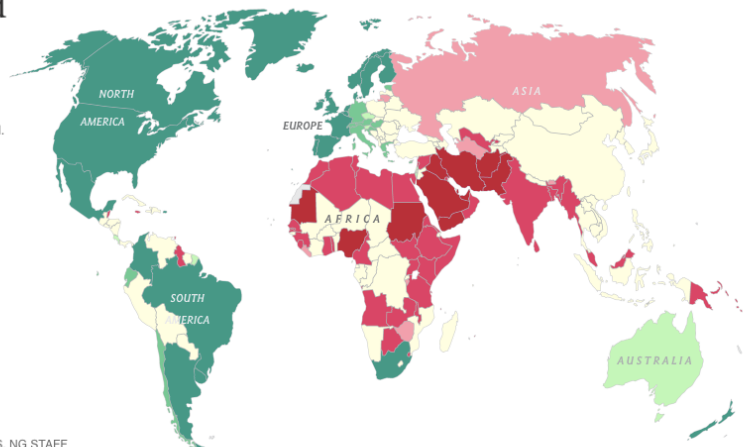 NORTH
AMERICA
EUROPE
ASIA
AFRICA
SOUTH
AMERICA
AUSTRALIA
NG STAFF